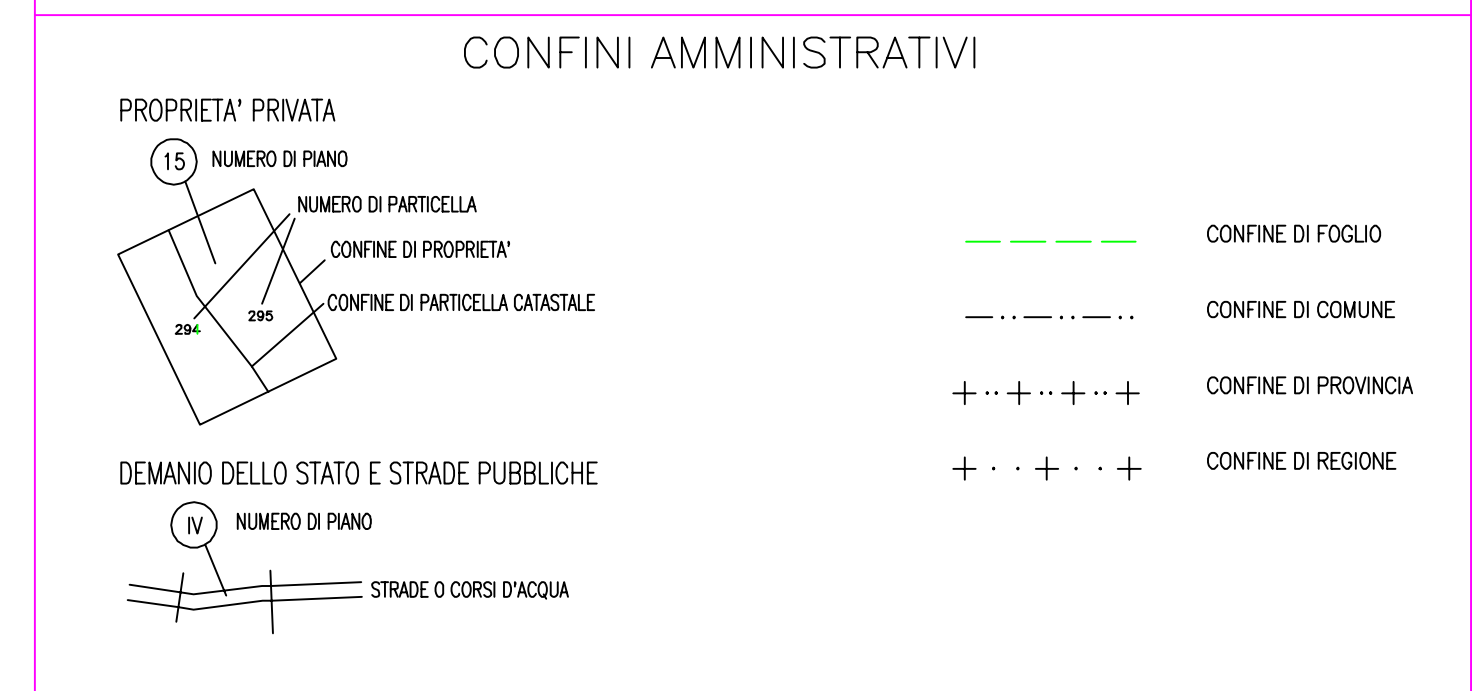 CONFINI AMMINISTRATIVI
PROPRIETA' PRIVATA
15 NUMERO DI PIANO
NUMERO DI PARTICELLA
CONFINE DI PROPRIETA'
CONFINE DI PARTICELLA CATASTALE
294
295
DEMANIO DELLO STATO E STRADE PUBBLICHE
IV NUMERO DI PIANO
STRADE O CORSI D'ACQUA
CONFINE DI FOGLIO
CONFINE DI COMUNE
CONFINE DI PROVINCIA
CONFINE DI REGIONE